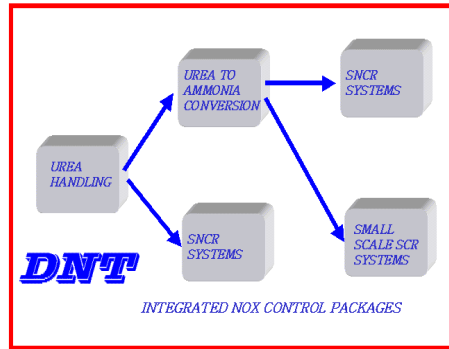 UREA TO
AMMONIA
CONVERSION
SNCR
SYSTEMS
UREA
HANDLING
SNCR
SYSTEMS
SMALL
SCALE SCR
SYSTEMS
DNT
INTEGRATED NOX CONTROL PACKAGES